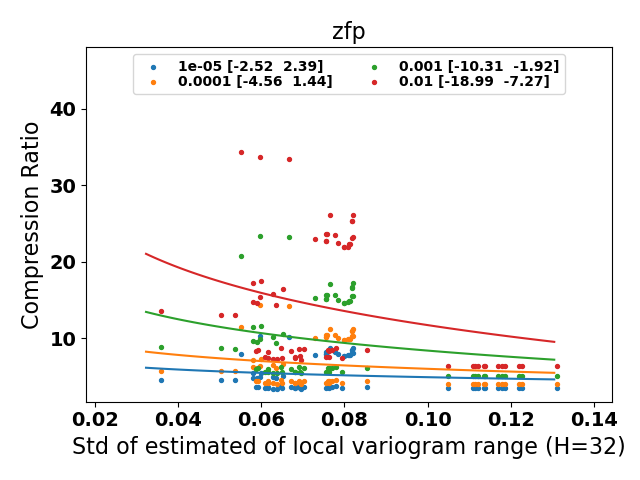 zfp
1e-05 [-2.52  2.39]
0.0001 [-4.56  1.44]
0.001 [-10.31  -1.92]
0.01 [-18.99  -7.27]
Compression Ratio
40
30
20
10
0.02 0.04 0.06 0.08 0.10 0.12 0.14
Std of estimated of local variogram range (H=32)